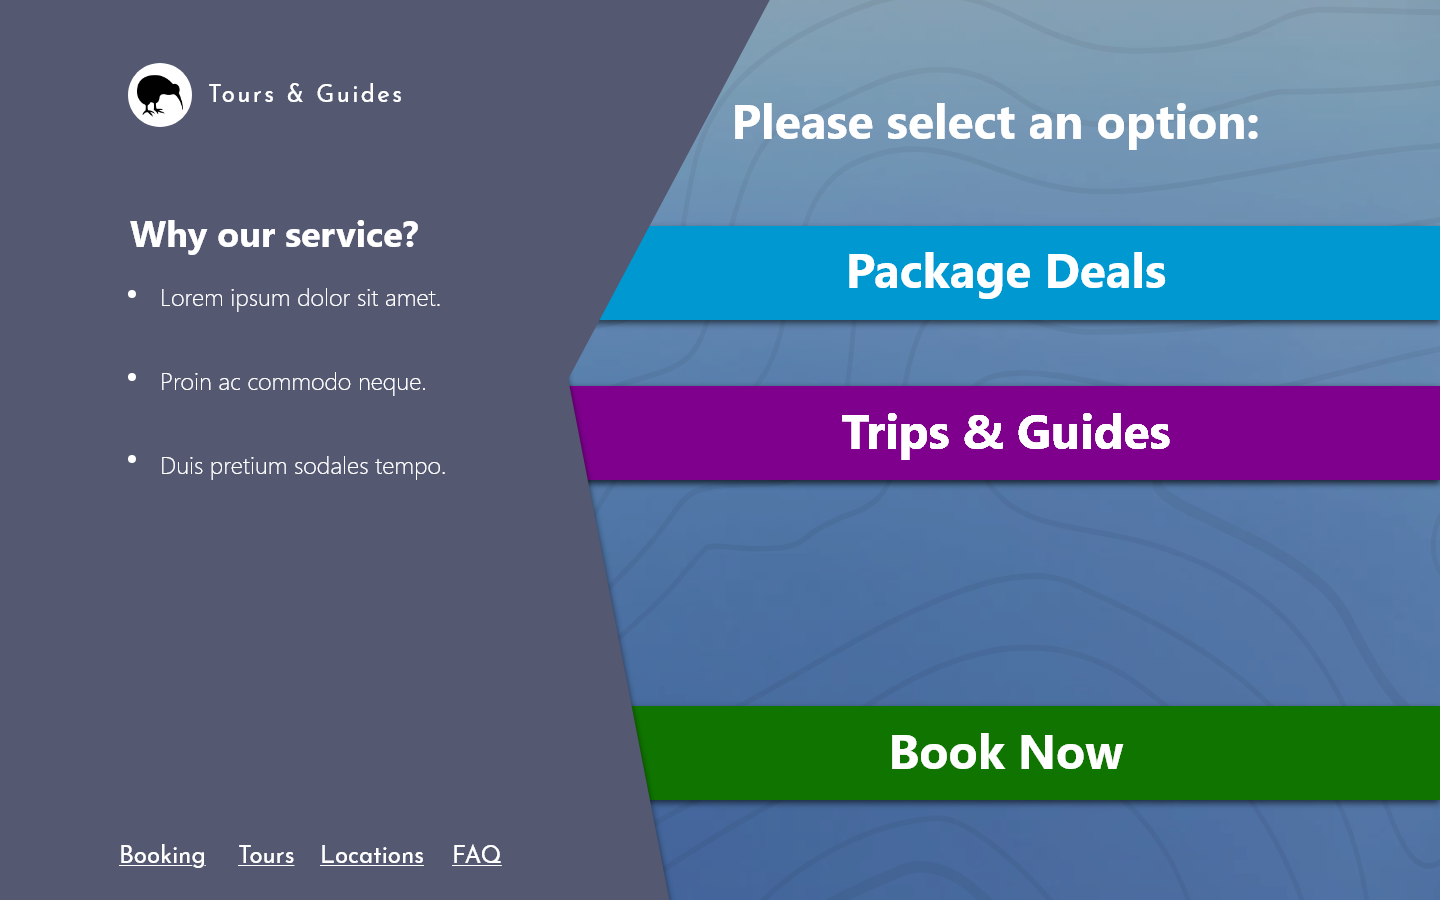 Tours & Guides
Why our service?
Lorem ipsum dolor sit amet.
Proin ac commodo neque.
Duis pretium sodales tempo.
Booking Tours Locations FAQ
Please select an option:
Package Deals
Trips & Guides
Book Now